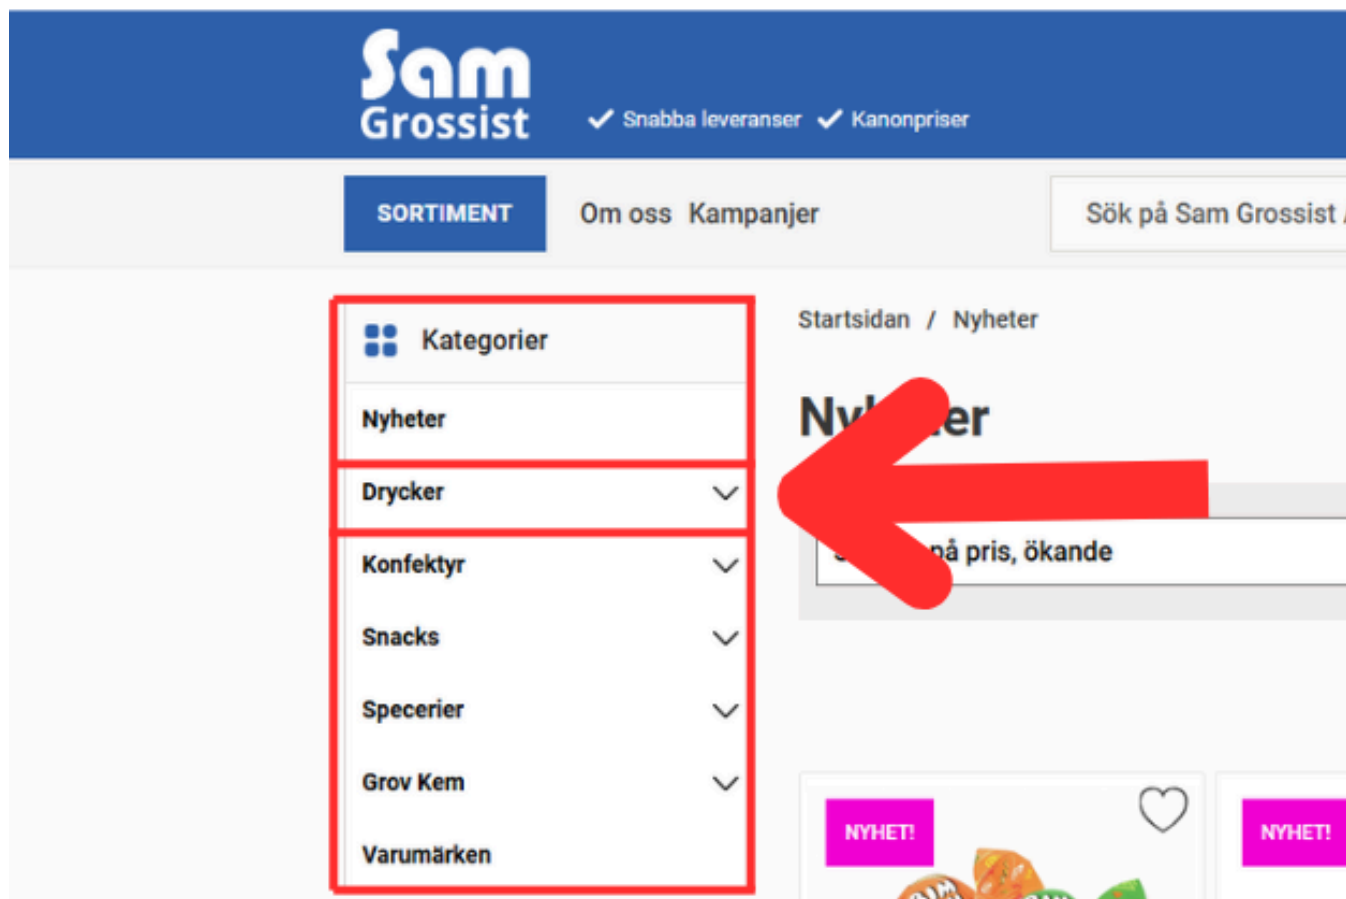 Sam
Grossist
Snabba leveranser
Kanonpriser
SORTIMENT
Om oss
Kampanjer
Sök på Sam Grossist
Kategorier
Nyheter
Drycker
Konfektyr
Snacks
Specerier
Grov Kem
Varumärken
Startsidan / Nyheter
på pris, ökande
NYHET!
NYHET!